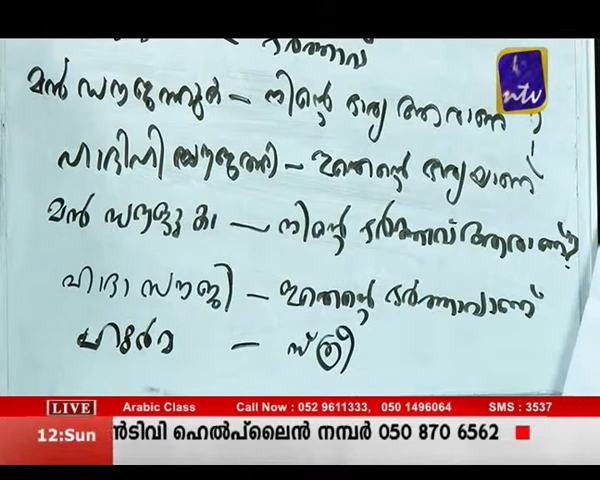 ഭർത്താവ്
മൻ സൗജത്തുക – നിന്റെ ഭാര്യ ആരാണ് ?
ഹാദിഹി സൗജത്തി – ഇതെന്റെ ഭാര്യയാണ്
മൻ സൗജുകാ – നിന്റെ ഭർത്താവ് ആരാണ് ?
ഹാദാ സൗജി – ഇതെന്റെ ഭർത്താവാണ്
– സ്ത്രീ
ntv
LIVE Arabic Class Call Now : 052 9611333, 050 1496064 SMS : 3537
12:Sun ൻടിവി ഹെൽപ്‌ലൈൻ നമ്പർ 050 870 6562